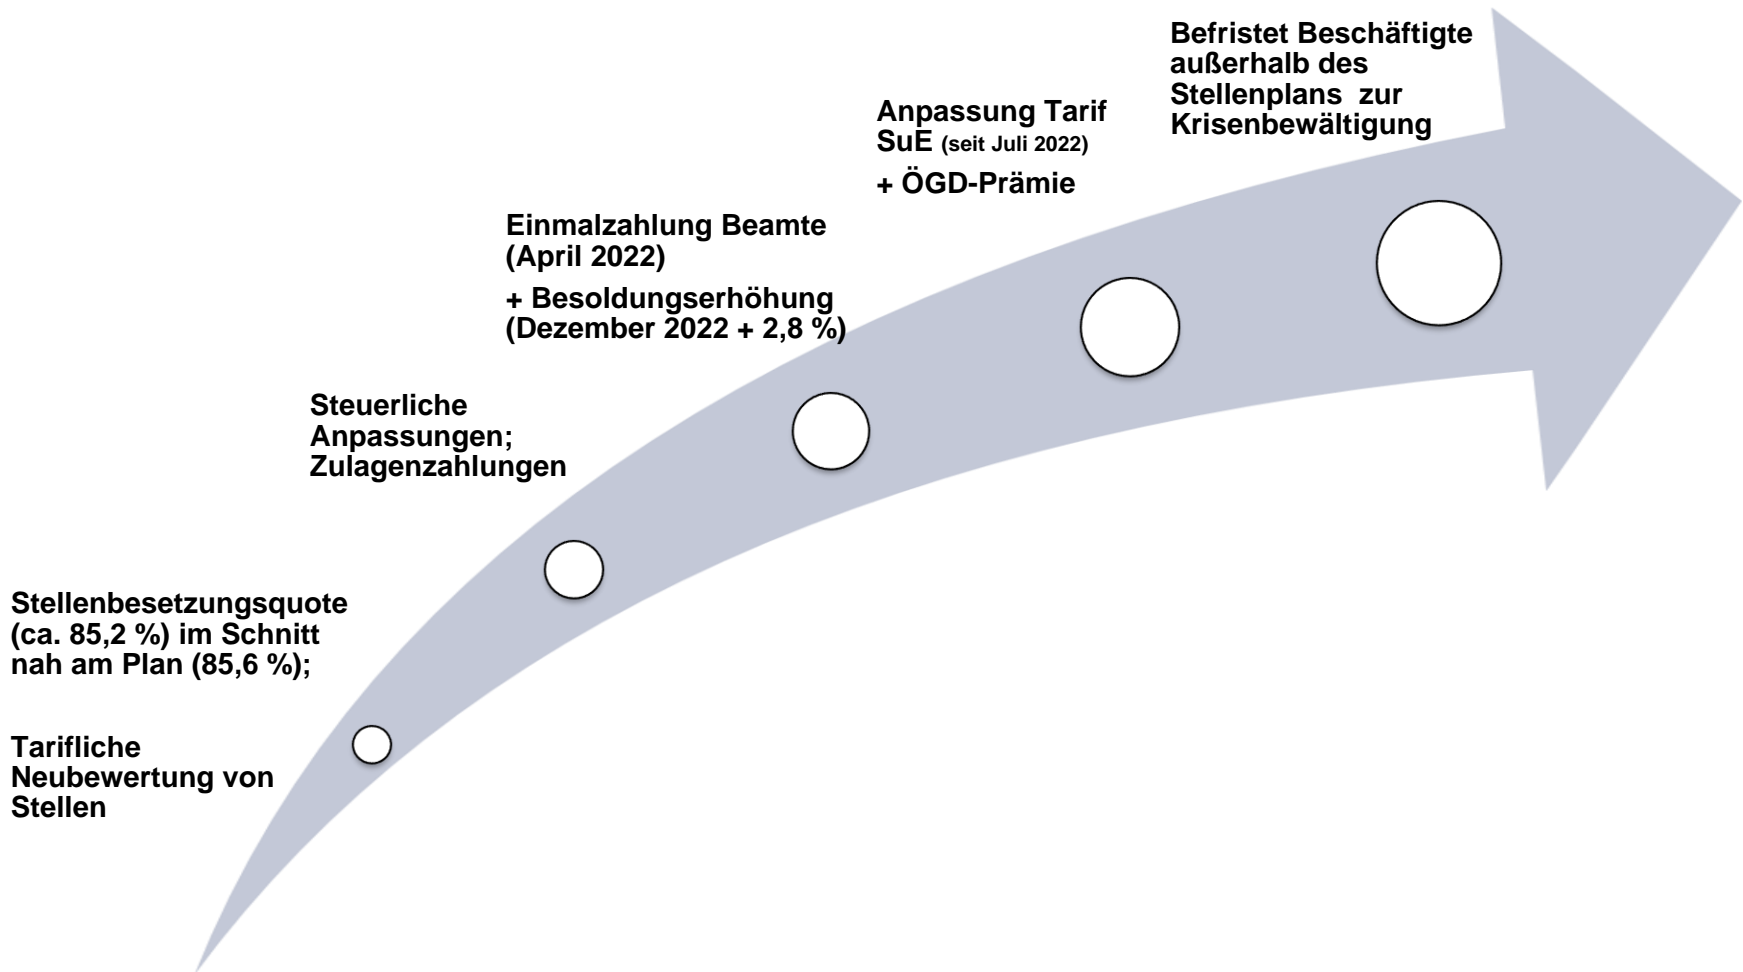 Stellenbesetzungsquote
(ca. 85,2 %) im Schnitt
nah am Plan (85,6 %);
Tarifliche
Neubewertung von
Stellen
Steuerliche
Anpassungen;
Zulagenzahlungen
Einmalzahlung Beamte
(April 2022)
+ Besoldungserhöhung
(Dezember 2022 + 2,8 %)
Anpassung Tarif
SuE (seit Juli 2022)
+ ÖGD-Prämie
Befristet Beschäftigte
außerhalb des
Stellenplans zur
Krisenbewältigung